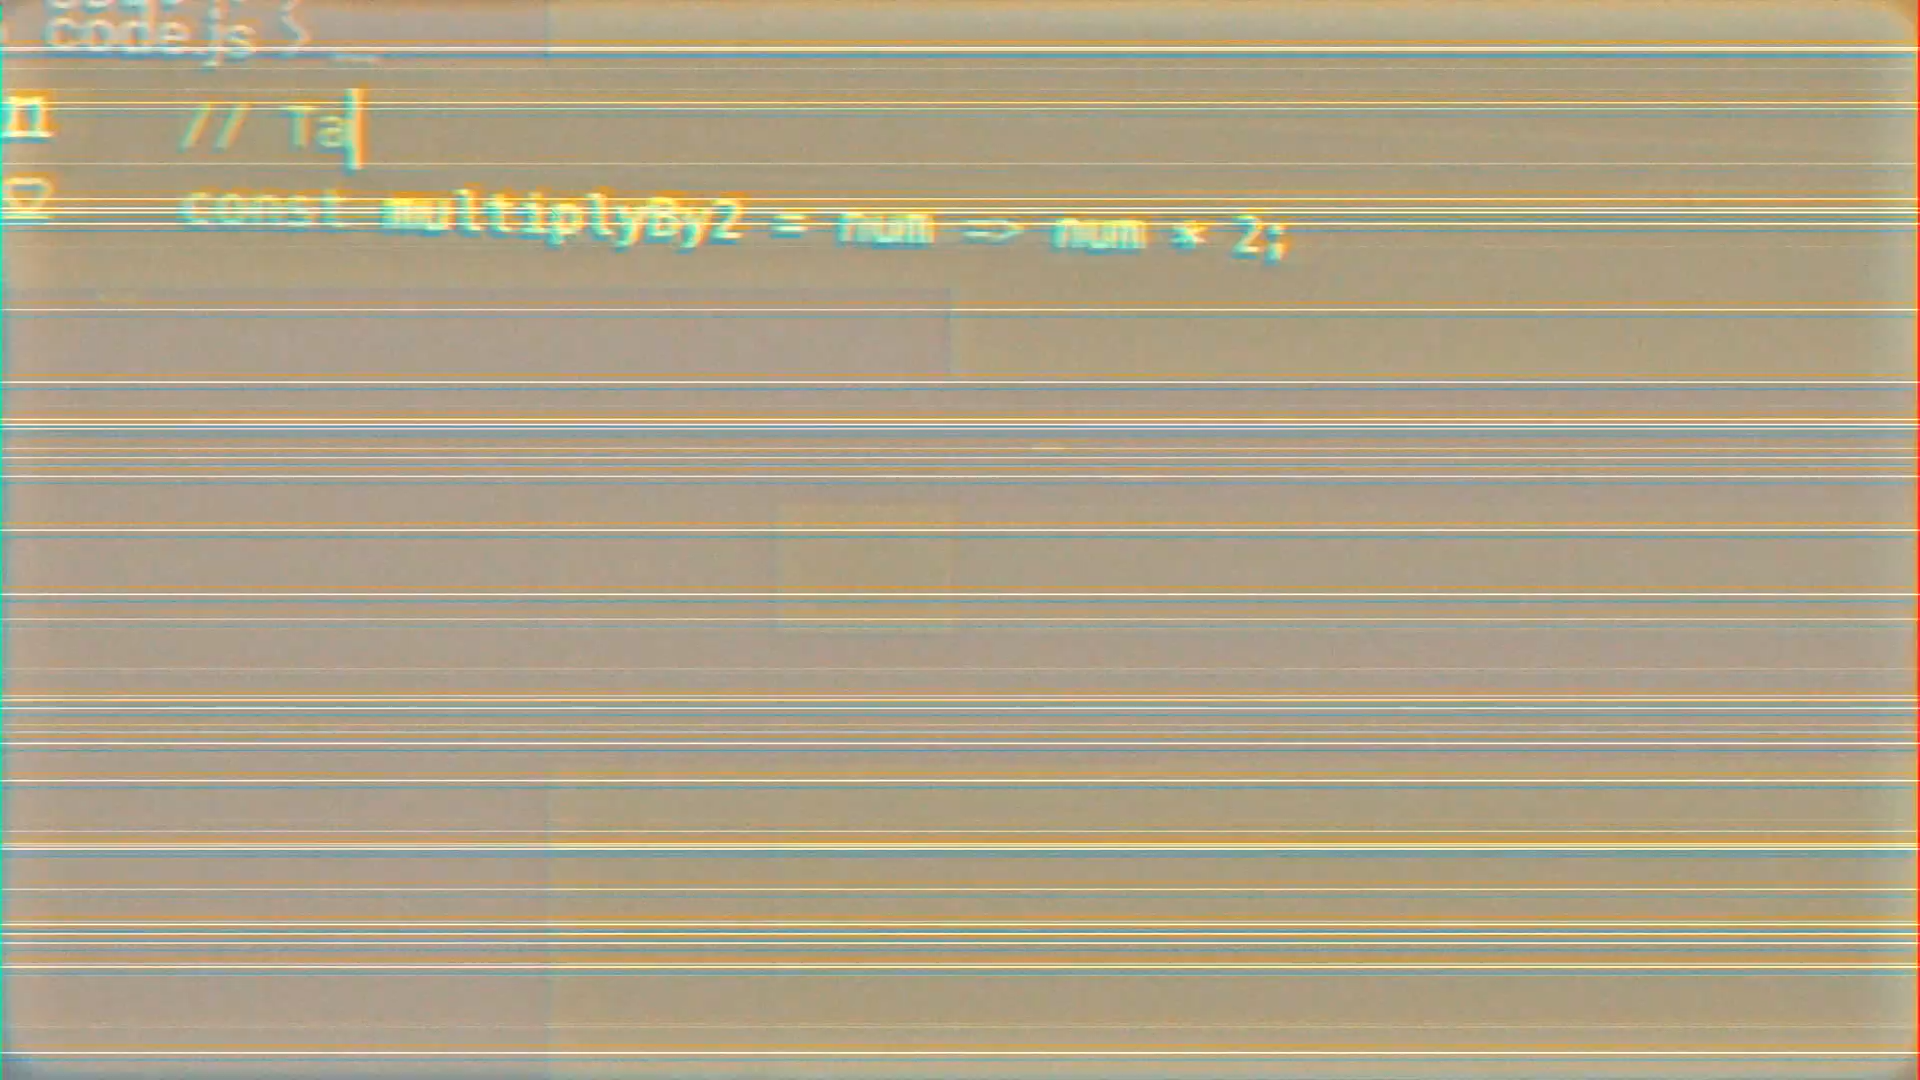 code.js
// Ta
const multiplyBy2 = num => num * 2;